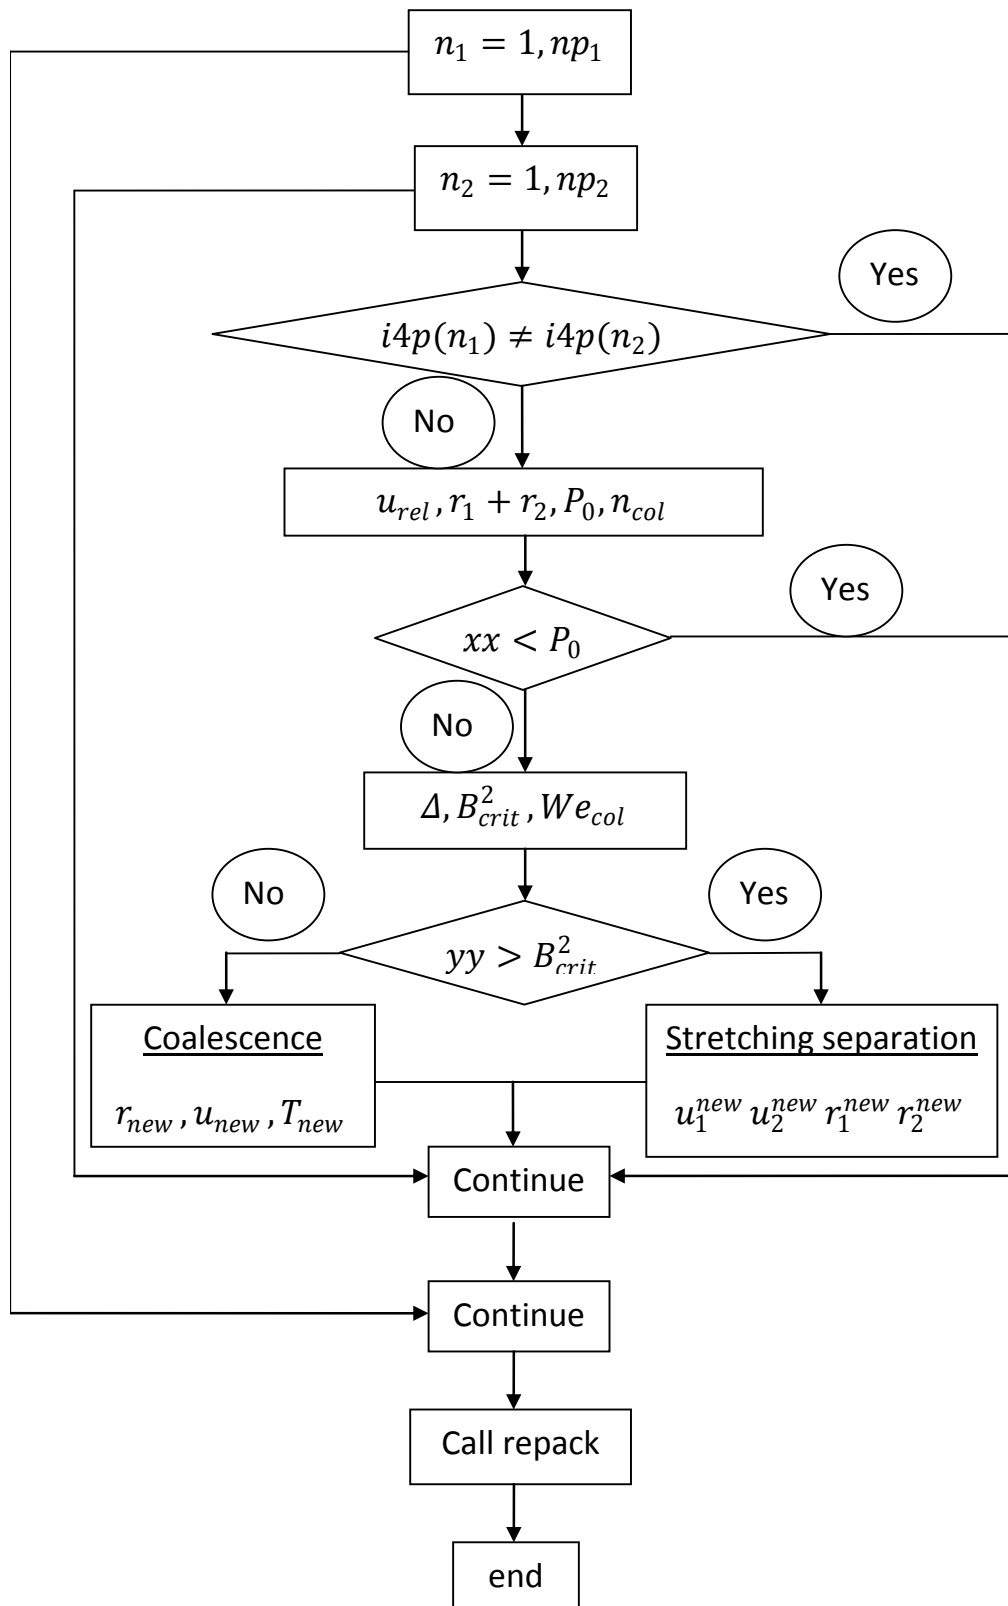 n₁ = 1, np₁
n₂ = 1, np₂
Yes
i4p(n₁) ≠ i4p(n₂)
No
u_rel, r₁ + r₂, P₀, n_col
Yes
xx < P₀
No
Δ, B²_crit, We_col
No
Yes
yy > B²_crit
Coalescence
r_new, u_new, T_new
Stretching separation
u₁^new u₂^new r₁^new r₂^new
Continue
Continue
Call repack
end